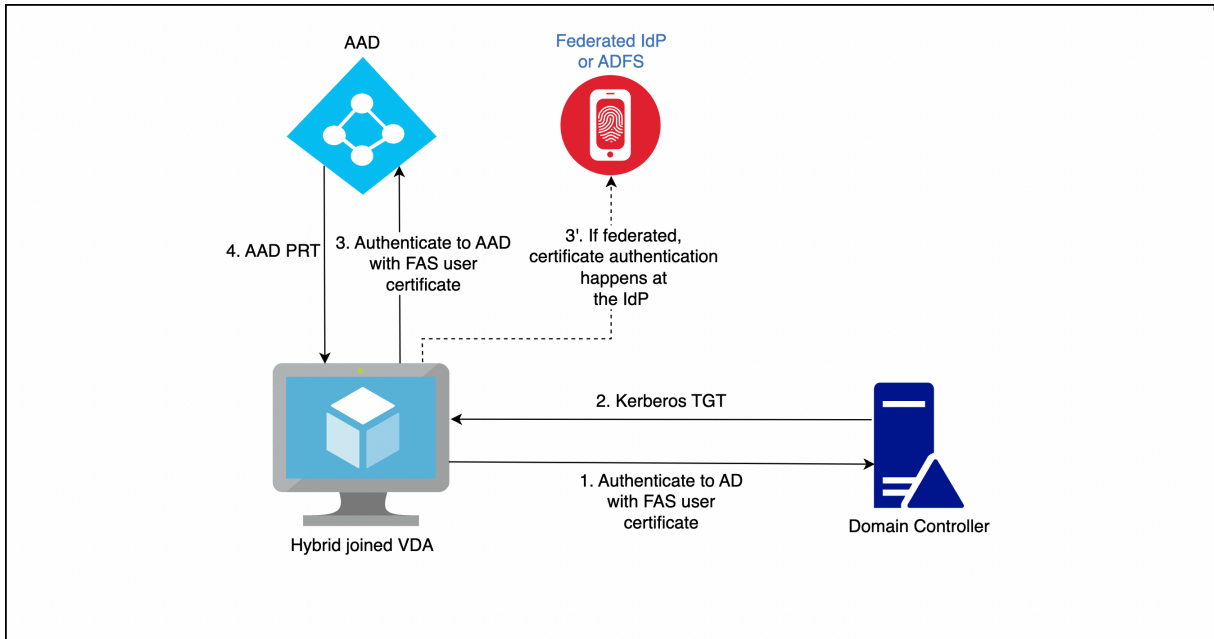 AAD
Federated IdP
or ADFS
4. AAD PRT
3. Authenticate to AAD
with FAS user
certificate
3'. If federated,
certificate authentication
happens at
the IdP
2. Kerberos TGT
1. Authenticate to AD
with FAS user
certificate
Hybrid joined VDA
Domain Controller